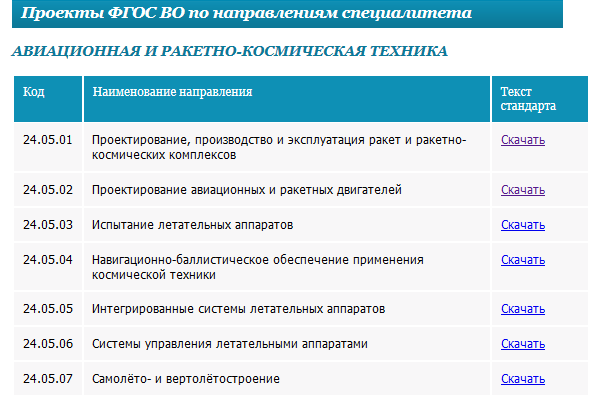 Проекты ФГОС ВО по направлениям специалитета
АВИАЦИОННАЯ И РАКЕТНО-КОСМИЧЕСКАЯ ТЕХНИКА
Код Наименование направления Текст
стандарта
24.05.01 Проектирование, производство и эксплуатация ракет и ракетно- Скачать
космических комплексов
24.05.02 Проектирование авиационных и ракетных двигателей Скачать
24.05.03 Испытание летательных аппаратов Скачать
24.05.04 Навигационно-баллистическое обеспечение применения Скачать
космической техники
24.05.05 Интегрированные системы летательных аппаратов Скачать
24.05.06 Системы управления летательными аппаратами Скачать
24.05.07 Самолёто- и вертолётостроение Скачать